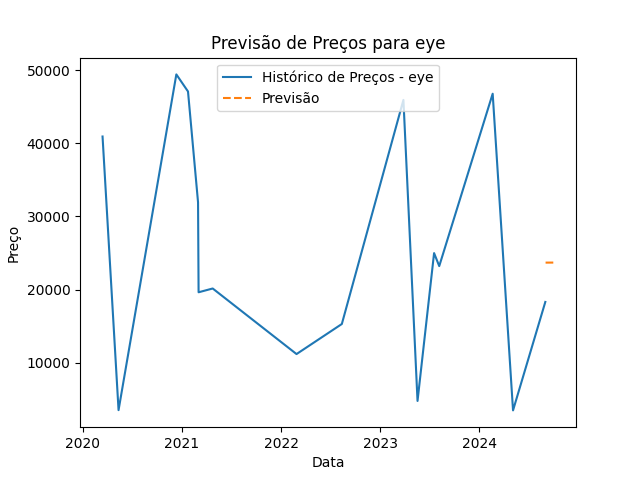 Previsão de Preços para eye
Histórico de Preços - eye
Previsão
50000
40000
30000
20000
10000
Preço
2020
2021
2022
2023
2024
Data